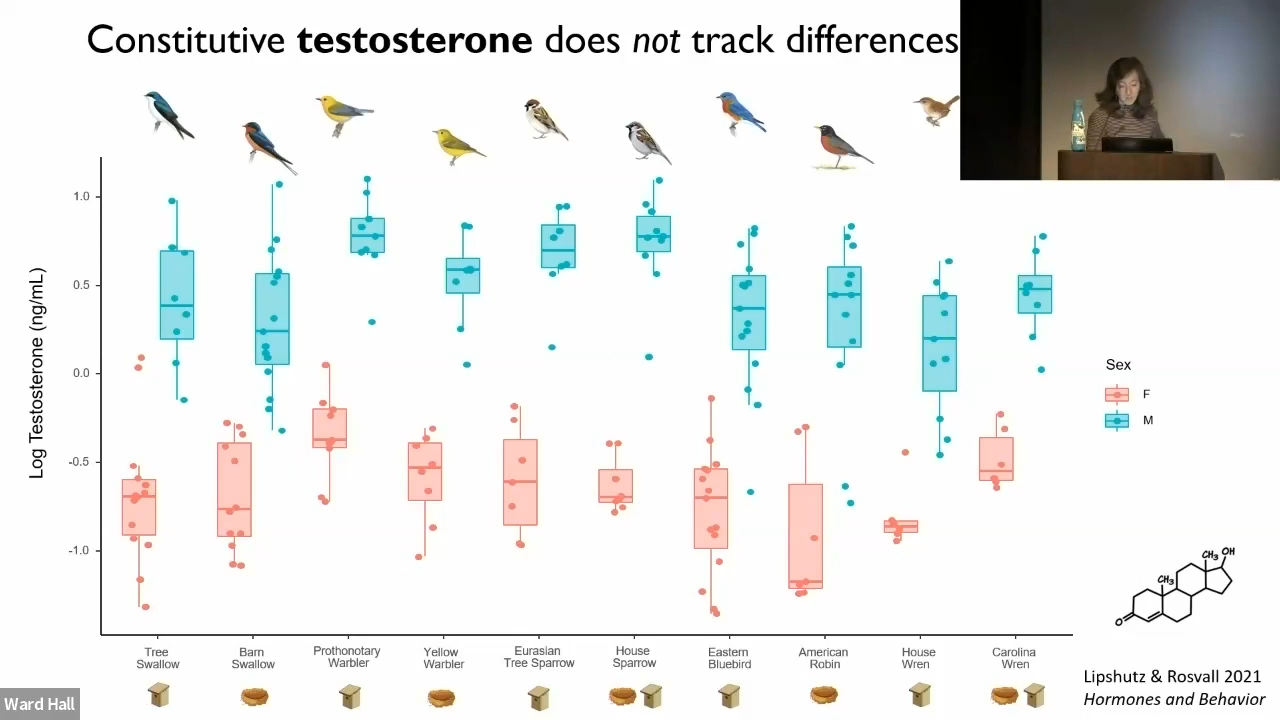 Constitutive testosterone does not track differences
Log Testosterone (ng/mL)
1.0
0.5
0.0
-0.5
-1.0
Sex
F
M
CH₃
OH
CH₃
O
Tree
Swallow
Barn
Swallow
Prothonotary
Warbler
Yellow
Warbler
Eurasian
Tree Sparrow
House
Sparrow
Eastern
Bluebird
American
Robin
House
Wren
Carolina
Wren
Lipshutz & Rosvall 2021
Hormones and Behavior
Ward Hall